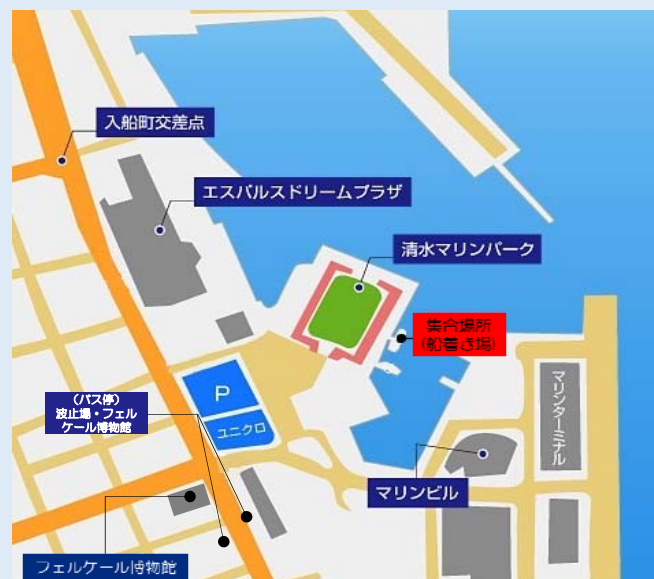 入船町交差点
エスパルスドリームプラザ
清水マリンパーク
集合場所
(船着き場)
マリンターミナル
P
ユニクロ
(バス停)
波止場・フェル
ケール博物館
マリンビル
フェルケール博物館